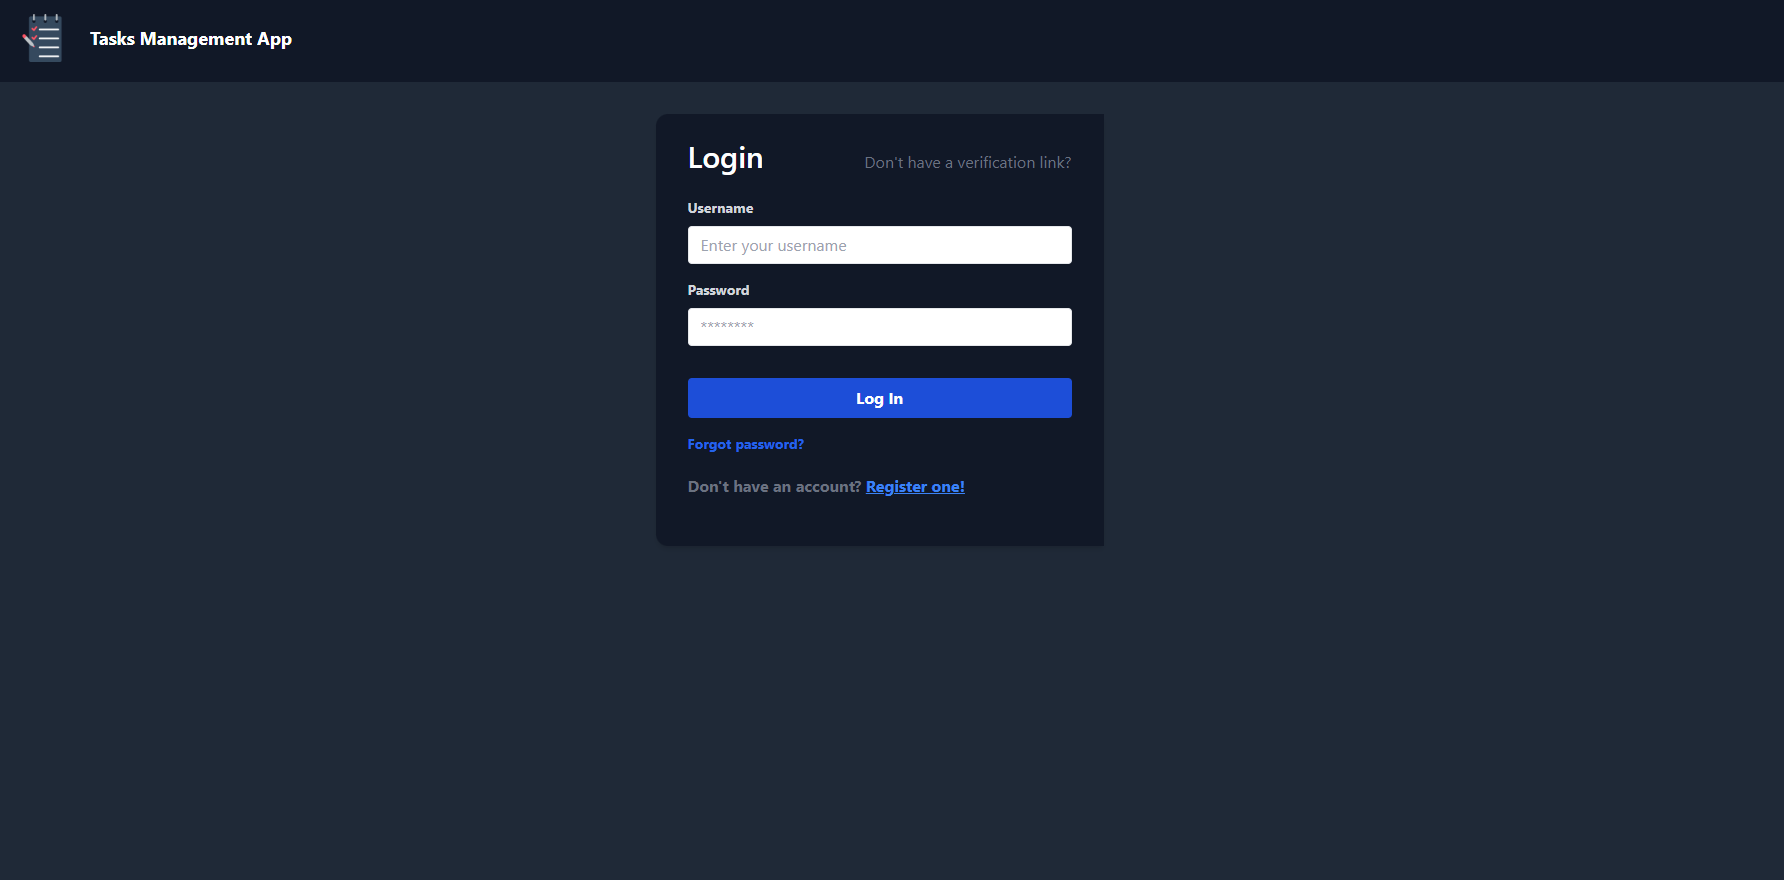 Tasks Management App
Login
Don't have a verification link?
Username
Enter your username
Password
********
Log In
Forgot password?
Don't have an account? Register one!